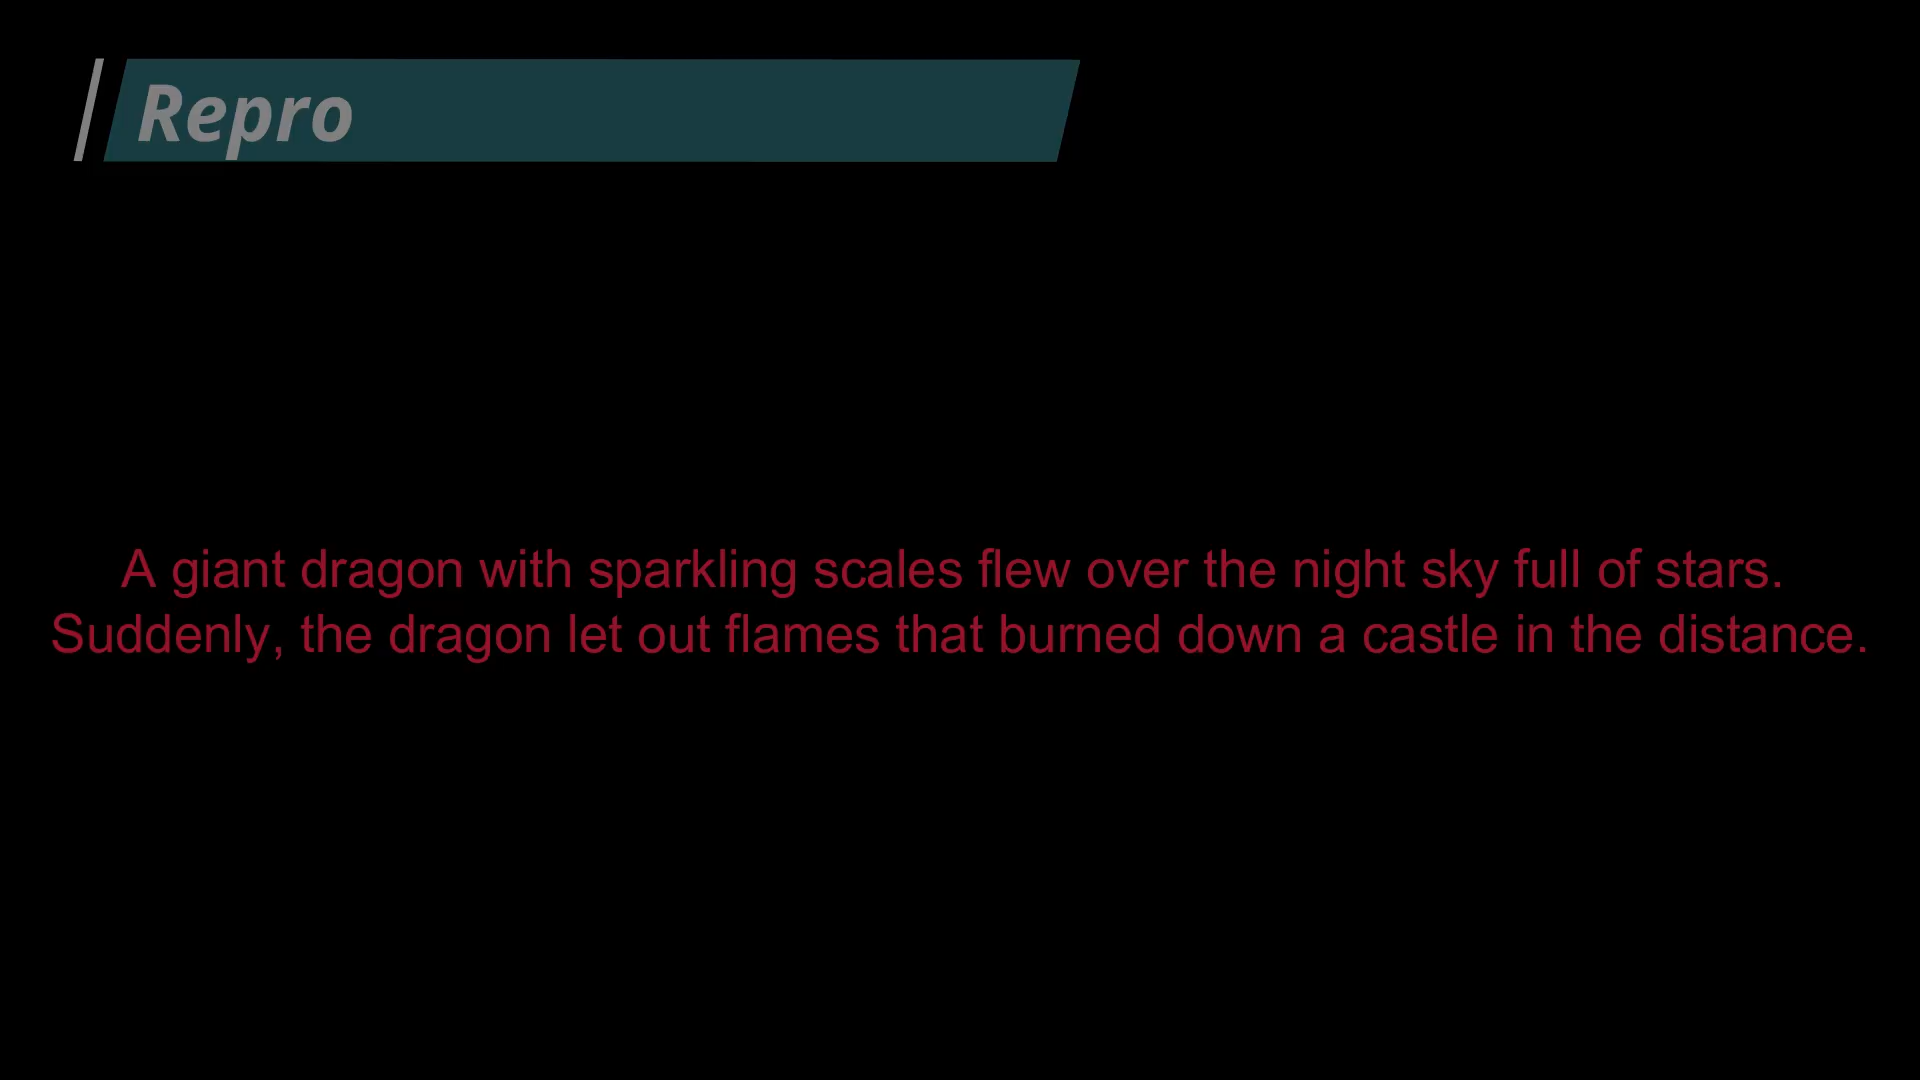 Repro
A giant dragon with sparkling scales flew over the night sky full of stars.
Suddenly, the dragon let out flames that burned down a castle in the distance.